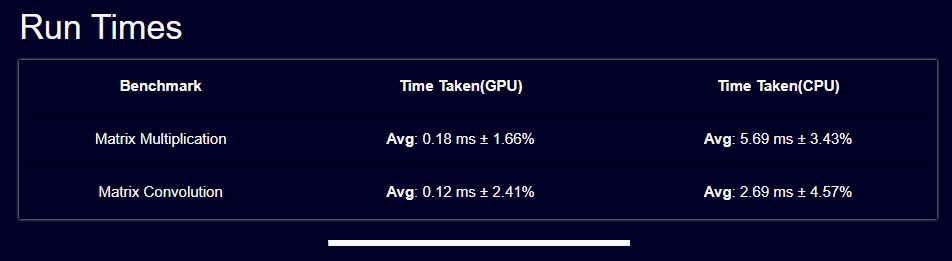 Run Times
Benchmark Time Taken(GPU) Time Taken(CPU)
Matrix Multiplication Avg: 0.18 ms ± 1.66% Avg: 5.69 ms ± 3.43%
Matrix Convolution Avg: 0.12 ms ± 2.41% Avg: 2.69 ms ± 4.57%